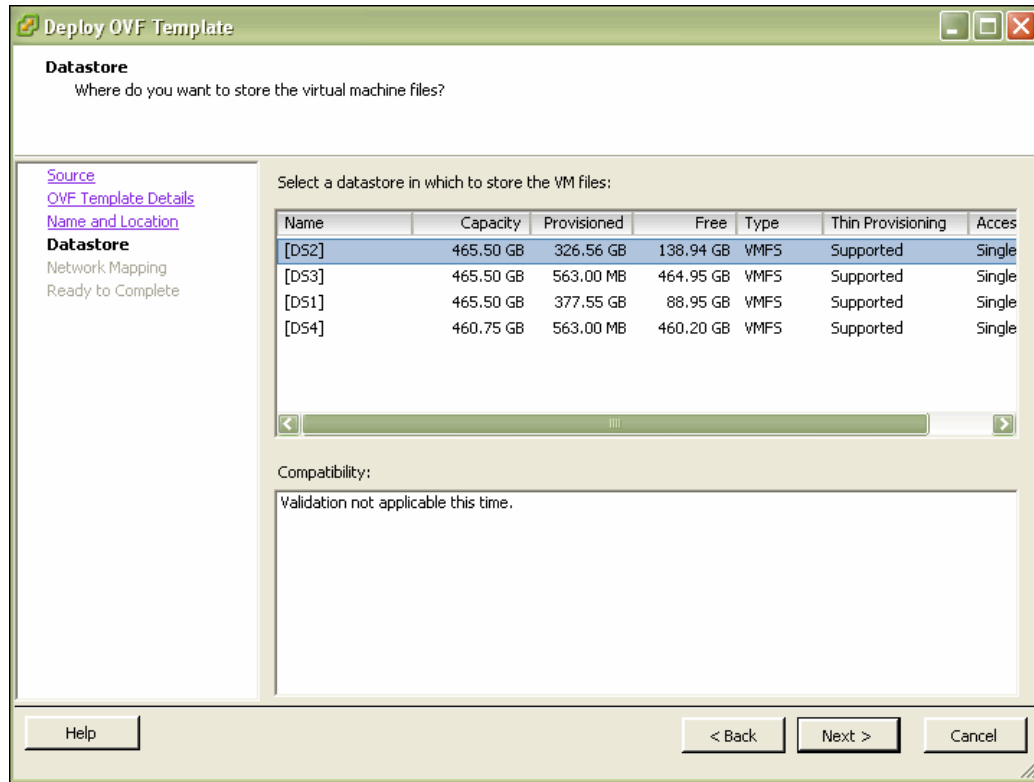 Deploy OVF Template
Datastore
Where do you want to store the virtual machine files?
Source
OVF Template Details
Name and Location
Datastore
Network Mapping
Ready to Complete
Select a datastore in which to store the VM files:
Name Capacity Provisioned Free Type Thin Provisioning Acces
[DS2] 465.50 GB 326.56 GB 138.94 GB VMFS Supported Single
[DS3] 465.50 GB 563.00 MB 464.95 GB VMFS Supported Single
[DS1] 465.50 GB 377.55 GB 88.95 GB VMFS Supported Single
[DS4] 460.75 GB 563.00 MB 460.20 GB VMFS Supported Single
Compatibility:
Validation not applicable this time.
Help < Back Next > Cancel